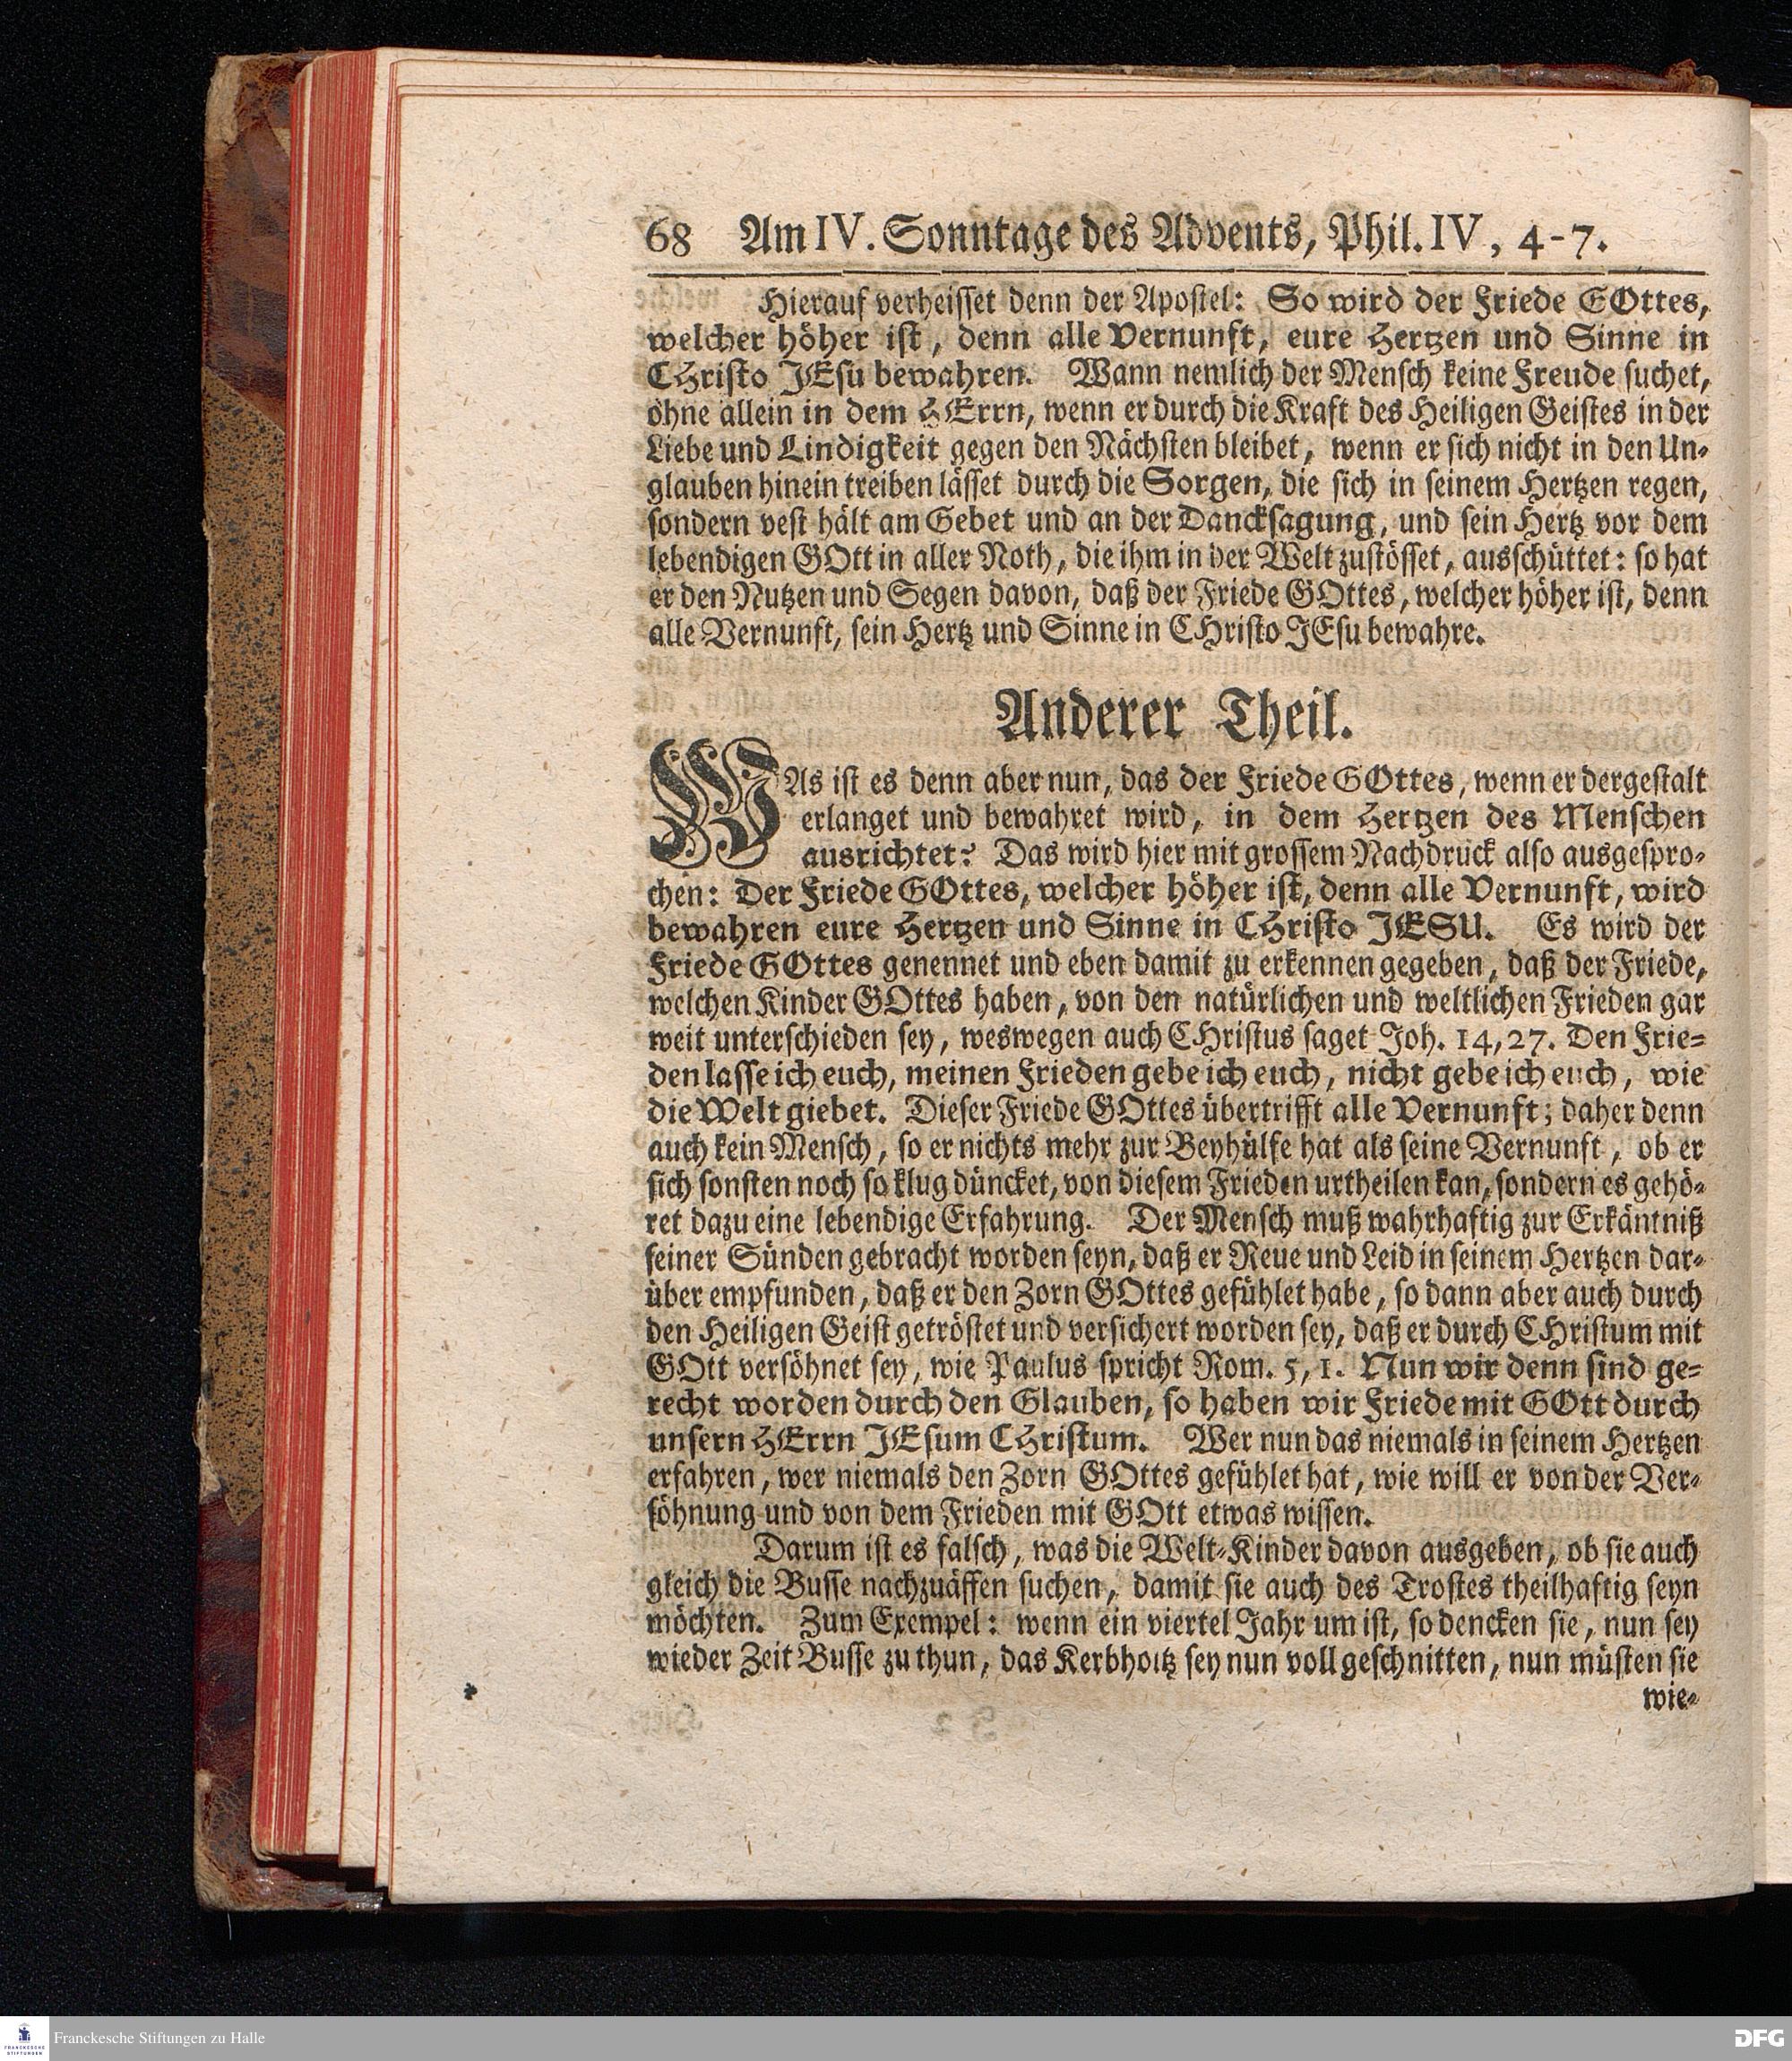 68 Am IV. Sonntage des Advents, Phil. IV, 4-7.
Hierauf verheisset denn der Apostel: So wird der Friede GOttes,
welcher höher ist, denn alle Vernunft, eure Hertzen und Sinne in
CHristo JEsu bewahren. Wann nemlich der Mensch keine Freude suchet,
ohne allein in dem HErrn, wenn er durch die Kraft des Heiligen Geistes in der
Liebe und Lindigkeit gegen den Nächsten bleibet, wenn er sich nicht in den Un-
glauben hinein treiben lässet durch die Sorgen, die sich in seinem Hertzen regen,
sondern vest hält am Gebet und an der Dancksagung, und sein Hertz vor dem
lebendigen GOtt in aller Noth, die ihm in der Welt zustösset, ausschüttet: so hat
er den Nutzen und Segen davon, daß der Friede GOttes, welcher höher ist, denn
alle Vernunft, sein Hertz und Sinne in CHristo JEsu bewahre.
Anderer Theil.
WAs ist es denn aber nun, das der Friede GOttes, wenn er dergestalt
erlanget und bewahret wird, in dem Hertzen des Menschen
ausrichtet? Das wird hier mit grossem Nachdruck also ausgespro-
chen: Der Friede GOttes, welcher höher ist, denn alle Vernunft, wird
bewahren eure Hertzen und Sinne in CHristo JESU. Es wird der
Friede GOttes genennet und eben damit zu erkennen gegeben, daß der Friede,
welchen Kinder GOttes haben, von den natürlichen und weltlichen Frieden gar
weit unterschieden sey, weswegen auch CHristus saget Joh. 14, 27. Den Frie-
den lasse ich euch, meinen Frieden gebe ich euch, nicht gebe ich euch, wie
die Welt giebet. Dieser Friede GOttes übertrifft alle Vernunft; daher denn
auch kein Mensch, so er nichts mehr zur Beyhülfe hat als seine Vernunft, ob er
sich sonsten noch so klug düncket, von diesem Frieden urtheilen kan, sondern es gehö-
ret dazu eine lebendige Erfahrung. Der Mensch muß wahrhaftig zur Erkäntniß
seiner Sünden gebracht worden seyn, daß er Reue und Leid in seinem Hertzen dar-
über empfunden, daß er den Zorn GOttes gefühlet habe, so dann aber auch durch
den Heiligen Geist getröstet und versichert worden sey, daß er durch CHristum mit
GOtt versöhnet sey, wie Paulus spricht Rom. 5, 1. Nun wir denn sind ge-
recht worden durch den Glauben, so haben wir Friede mit GOtt durch
unsern HErrn JEsum CHristum. Wer nun das niemals in seinem Hertzen
erfahren, wer niemals den Zorn GOttes gefühlet hat, wie will er von der Ver-
söhnung und von dem Frieden mit GOtt etwas wissen.
Darum ist es falsch, was die Welt-Kinder davon ausgeben, ob sie auch
gleich die Busse nachzuäffen suchen, damit sie auch des Trostes theilhaftig seyn
möchten. Zum Exempel: wenn ein viertel Jahr um ist, so dencken sie, nun sey
wieder Zeit Busse zu thun, das Kerbholtz sey nun voll geschnitten, nun müsten sie
wie-
Franckesche Stiftungen zu Halle
FRANCKESCHE STIFTUNGEN
DFG